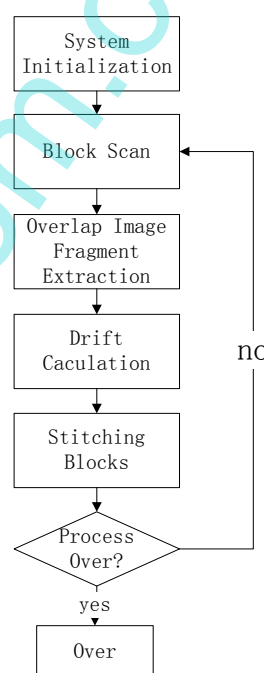 System
Initialization
Block Scan
Overlap Image
Fragment
Extraction
Drift
Caculation
no
Stitching
Blocks
Process
Over?
yes
Over